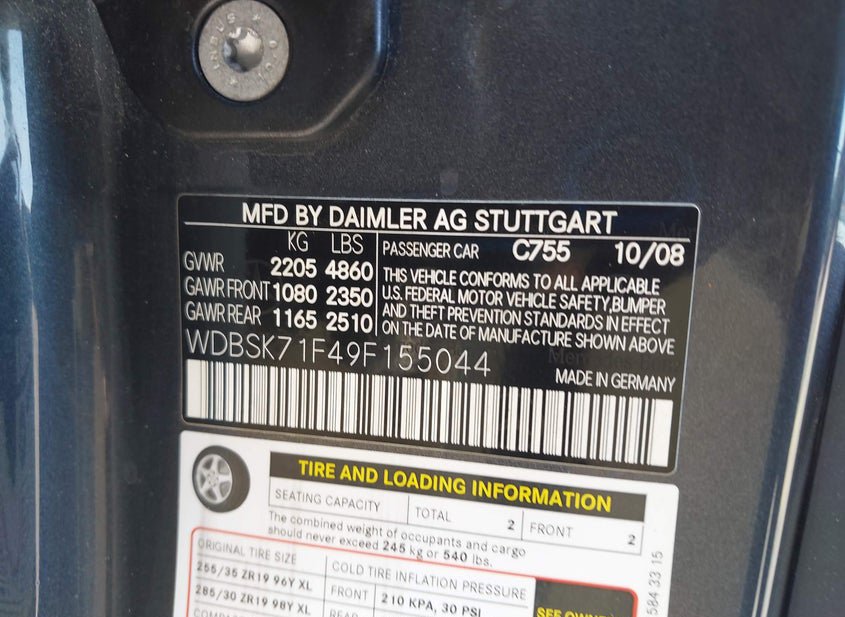 MFD BY DAIMLER AG STUTTGART
KG LBS
GVWR 2205 4860
GAWR FRONT 1080 2350
GAWR REAR 1165 2510
PASSENGER CAR C755 10/08
THIS VEHICLE CONFORMS TO ALL APPLICABLE
U.S. FEDERAL MOTOR VEHICLE SAFETY, BUMPER
AND THEFT PREVENTION STANDARDS IN EFFECT
ON THE DATE OF MANUFACTURE SHOWN ABOVE
WDBSK71F49F155044
MADE IN GERMANY
TIRE AND LOADING INFORMATION
SEATING CAPACITY TOTAL 2 FRONT 2
The combined weight of occupants and cargo
should never exceed 245 kg or 540 lbs.
ORIGINAL TIRE SIZE
255/35 ZR19 96Y XL
285/30 ZR19 98Y XL
COLD TIRE INFLATION PRESSURE
FRONT 210 KPA, 30 PSI
REAR
SEE
584 33 15